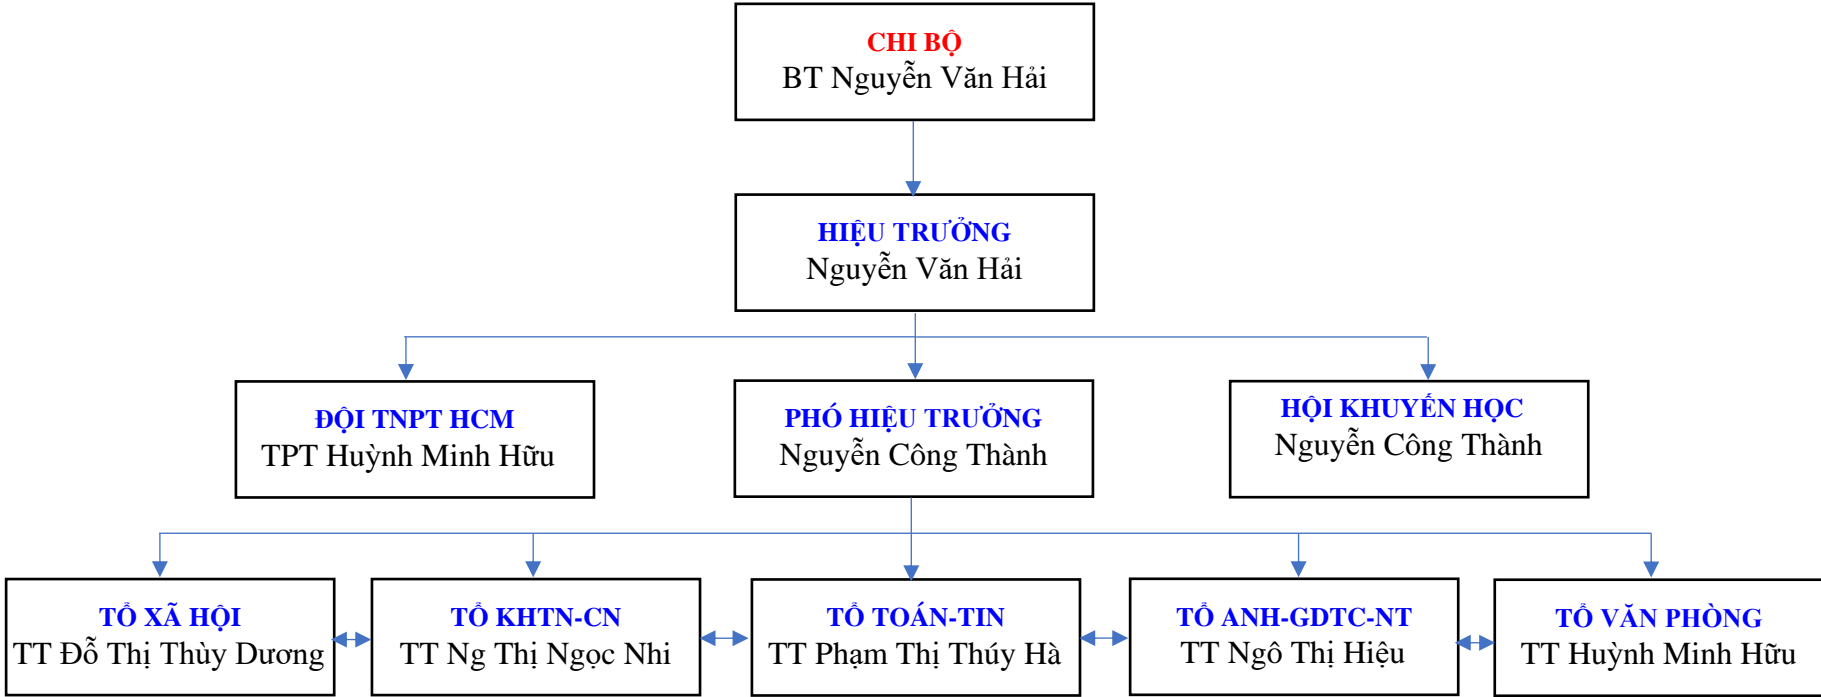 CHI BỘ
BT Nguyễn Văn Hải
HIỆU TRƯỞNG
Nguyễn Văn Hải
ĐỘI TNPT HCM
TPT Huỳnh Minh Hữu
PHÓ HIỆU TRƯỞNG
Nguyễn Công Thành
HỘI KHUYẾN HỌC
Nguyễn Công Thành
TỔ XÃ HỘI
TT Đỗ Thị Thùy Dương
TỔ KHTN-CN
TT Ng Thị Ngọc Nhi
TỔ TOÁN-TIN
TT Phạm Thị Thúy Hà
TỔ ANH-GDTC-NT
TT Ngô Thị Hiệu
TỔ VĂN PHÒNG
TT Huỳnh Minh Hữu